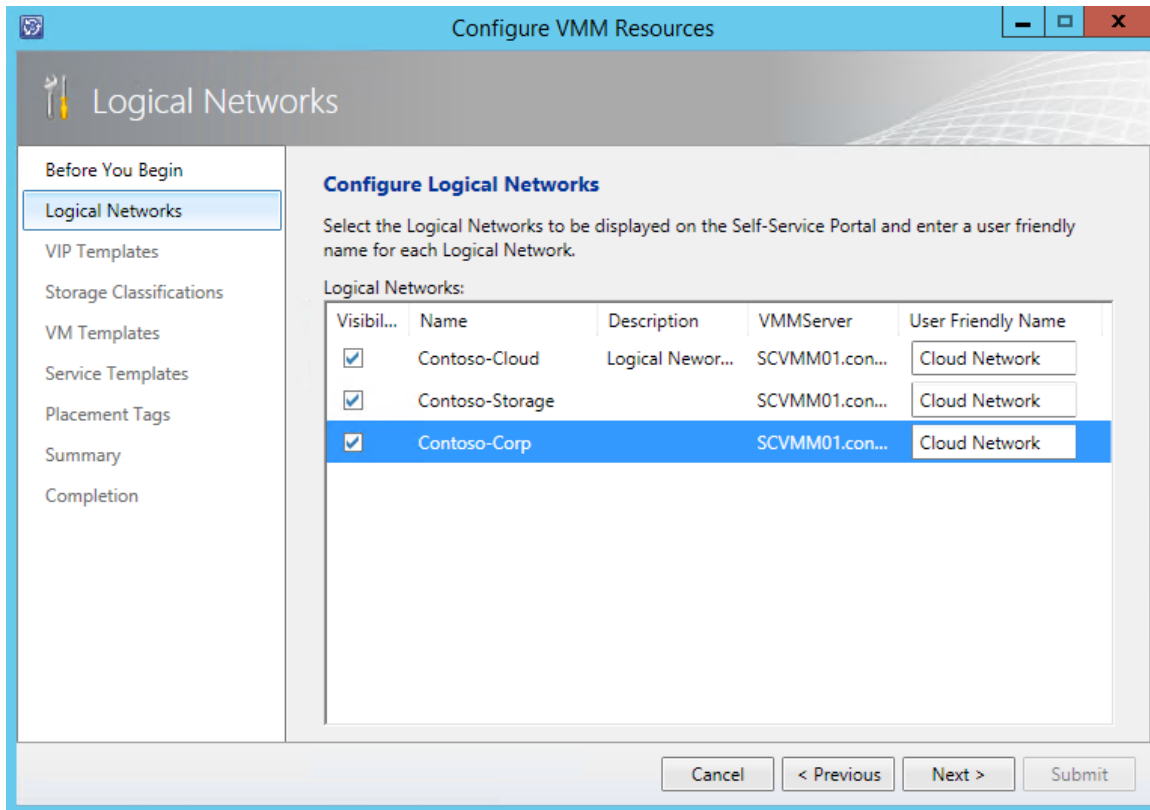 Configure VMM Resources
Logical Networks
Before You Begin
Logical Networks
VIP Templates
Storage Classifications
VM Templates
Service Templates
Placement Tags
Summary
Completion
Configure Logical Networks
Select the Logical Networks to be displayed on the Self-Service Portal and enter a user friendly
name for each Logical Network.
Logical Networks:
Visibil... Name Description VMMServer User Friendly Name
Contoso-Cloud Logical Newor... SCVMM01.con... Cloud Network
Contoso-Storage SCVMM01.con... Cloud Network
Contoso-Corp SCVMM01.con... Cloud Network
Cancel < Previous Next > Submit